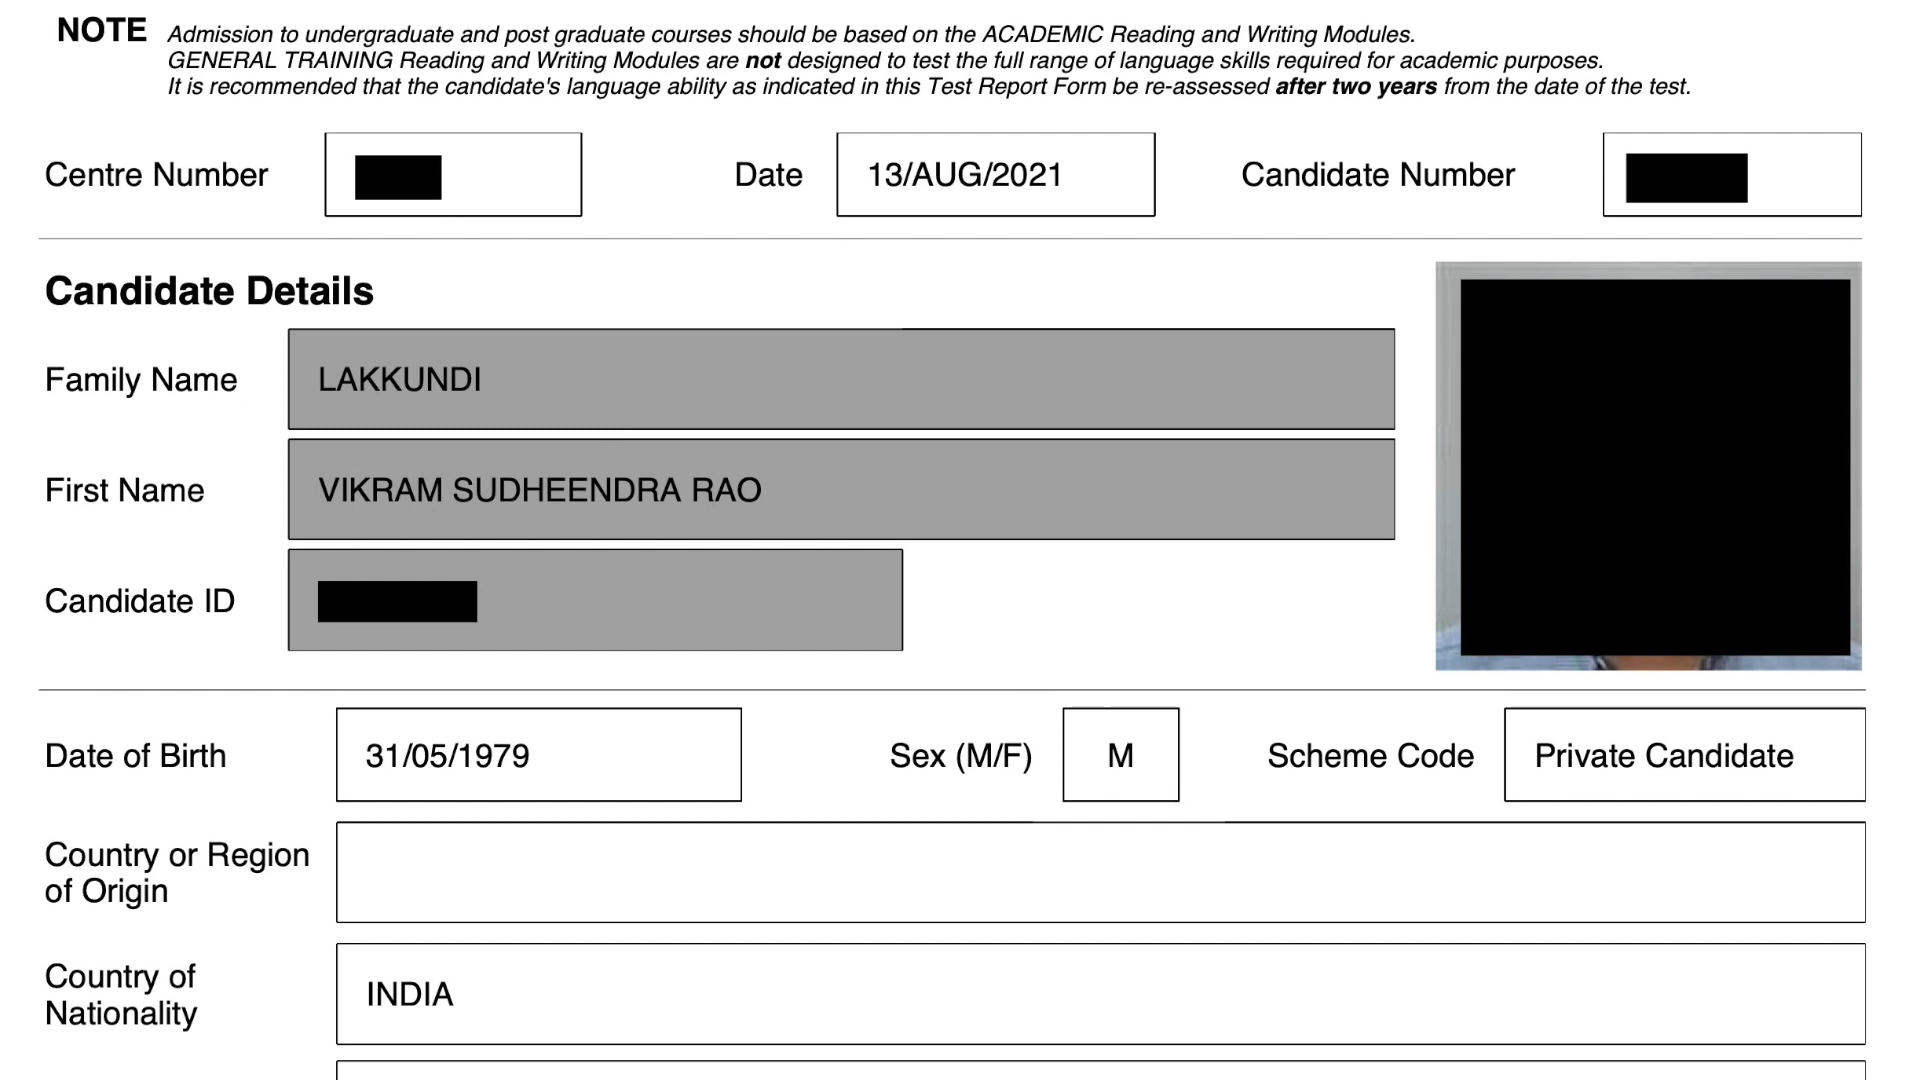 NOTE Admission to undergraduate and post graduate courses should be based on the ACADEMIC Reading and Writing Modules.
GENERAL TRAINING Reading and Writing Modules are not designed to test the full range of language skills required for academic purposes.
It is recommended that the candidate's language ability as indicated in this Test Report Form be re-assessed after two years from the date of the test.
Centre Number Date 13/AUG/2021 Candidate Number
Candidate Details
Family Name LAKKUNDI
First Name VIKRAM SUDHEENDRA RAO
Candidate ID
Date of Birth 31/05/1979 Sex (M/F) M Scheme Code Private Candidate
Country or Region
of Origin
Country of
Nationality
INDIA